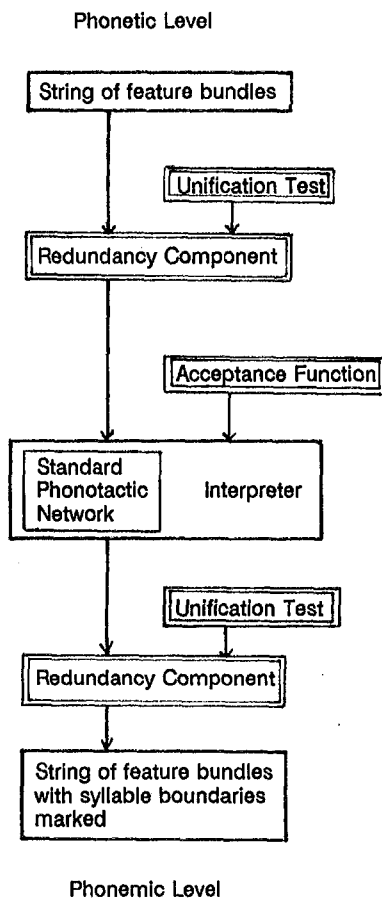 Phonetic Level
String of feature bundles
Unification Test
Redundancy Component
Acceptance Function
Standard
Phonotactic
Network
Interpreter
Unification Test
Redundancy Component
String of feature bundles
with syllable boundaries
marked
Phonemic Level